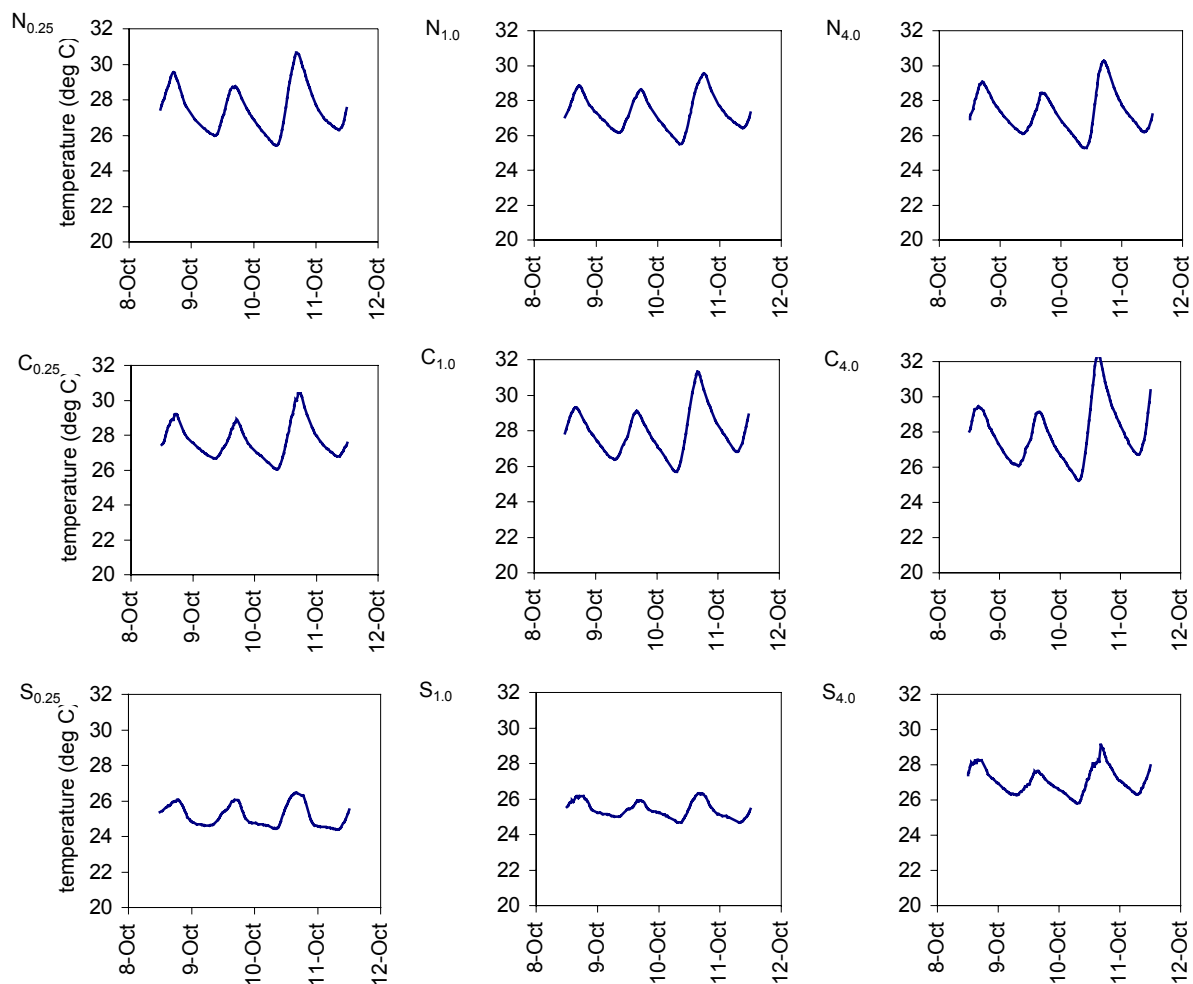 N0.25
temperature (deg C)
32
30
28
26
24
22
20
8-Oct
9-Oct
10-Oct
11-Oct
12-Oct
N1.0
32
30
28
26
24
22
20
8-Oct
9-Oct
10-Oct
11-Oct
12-Oct
N4.0
32
30
28
26
24
22
20
8-Oct
9-Oct
10-Oct
11-Oct
12-Oct
C0.25
temperature (deg C)
32
30
28
26
24
22
20
8-Oct
9-Oct
10-Oct
11-Oct
12-Oct
C1.0
32
30
28
26
24
22
20
8-Oct
9-Oct
10-Oct
11-Oct
12-Oct
C4.0
32
30
28
26
24
22
20
8-Oct
9-Oct
10-Oct
11-Oct
12-Oct
S0.25
temperature (deg C)
32
30
28
26
24
22
20
8-Oct
9-Oct
10-Oct
11-Oct
12-Oct
S1.0
32
30
28
26
24
22
20
8-Oct
9-Oct
10-Oct
11-Oct
12-Oct
S4.0
32
30
28
26
24
22
20
8-Oct
9-Oct
10-Oct
11-Oct
12-Oct